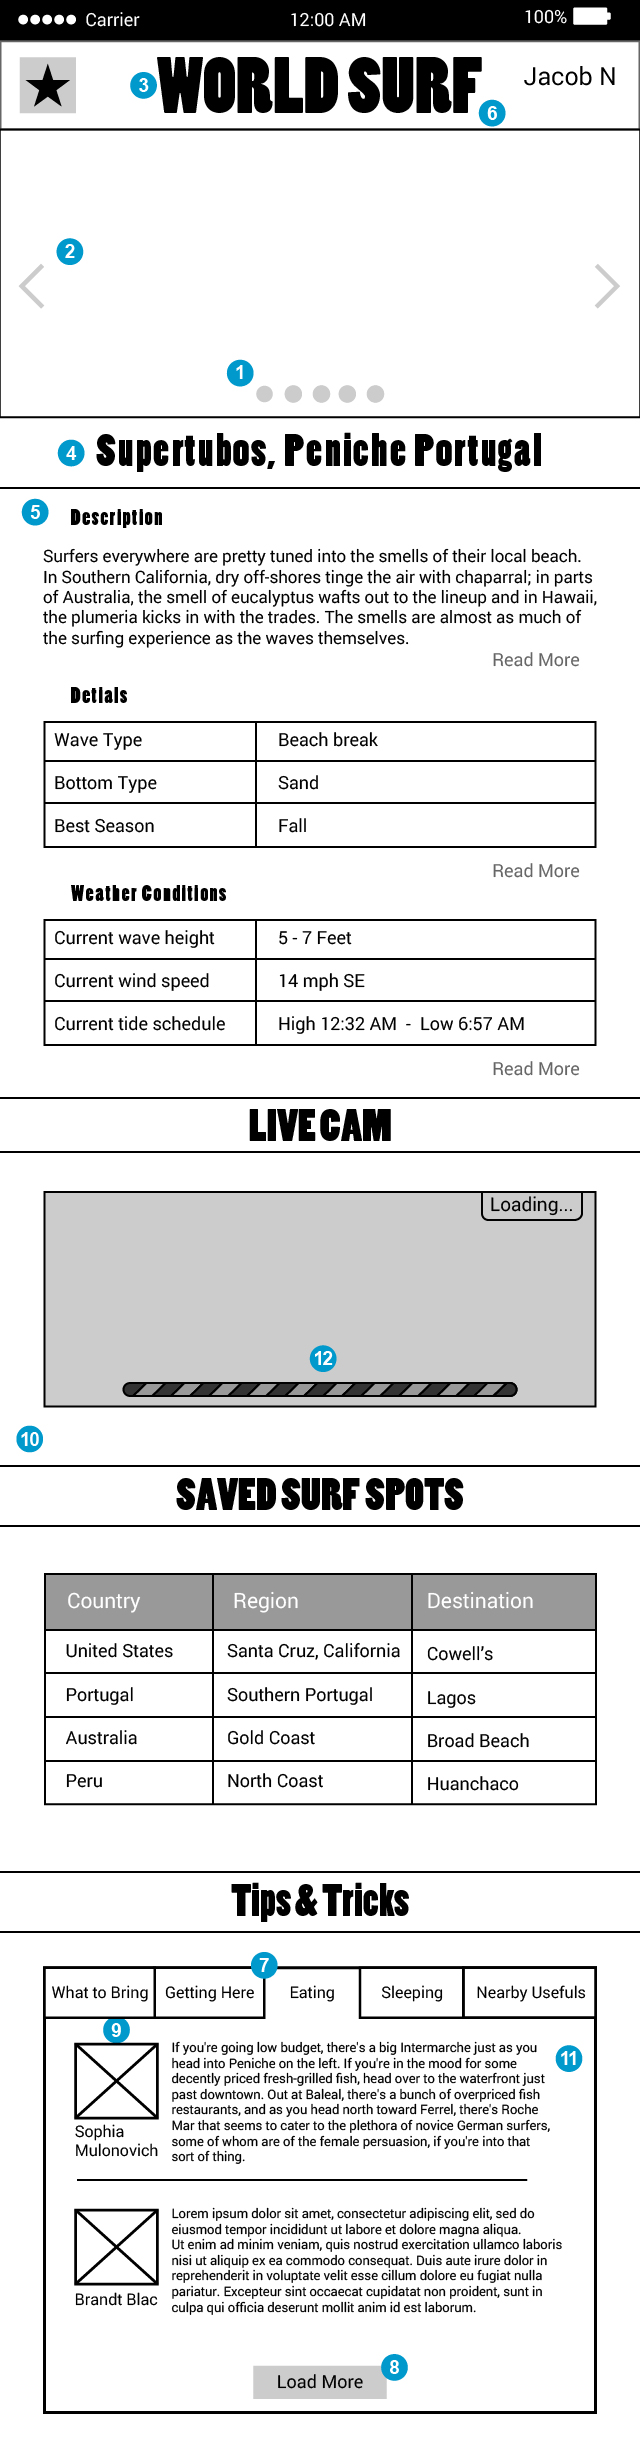 Carrier
12:00 AM
100%
3
WORLD SURF
6
Jacob N
2
1
4
Supertubos, Peniche Portugal
5
Description
Surfers everywhere are pretty tuned into the smells of their local beach.
In Southern California, dry off-shores tinge the air with chaparral; in parts
of Australia, the smell of eucalyptus wafts out to the lineup and in Hawaii,
the plumeria kicks in with the trades. The smells are almost as much of
the surfing experience as the waves themselves.
Read More
Detials
Wave Type Beach break
Bottom Type Sand
Best Season Fall
Read More
Weather Conditions
Current wave height 5 - 7 Feet
Current wind speed 14 mph SE
Current tide schedule High 12:32 AM - Low 6:57 AM
Read More
LIVE CAM
Loading...
12
10
SAVED SURF SPOTS
Country Region Destination
United States Santa Cruz, California Cowell’s
Portugal Southern Portugal Lagos
Australia Gold Coast Broad Beach
Peru North Coast Huanchaco
Tips & Tricks
7
What to Bring Getting Here Eating Sleeping Nearby Usefuls
9
11
Sophia
Mulonovich
If you're going low budget, there's a big Intermarche just as you
head into Peniche on the left. If you're in the mood for some
decently priced fresh-grilled fish, head over to the waterfront just
past downtown. Out at Baleal, there's a bunch of overpriced fish
restaurants, and as you head north toward Ferrel, there's Roche
Mar that seems to cater to the plethora of novice German surfers,
some of whom are of the female persuasion, if you're into that
sort of thing.
Brandt Blac
Lorem ipsum dolor sit amet, consectetur adipiscing elit, sed do
eiusmod tempor incididunt ut labore et dolore magna aliqua.
Ut enim ad minim veniam, quis nostrud exercitation ullamco laboris
nisi ut aliquip ex ea commodo consequat. Duis aute irure dolor in
reprehenderit in voluptate velit esse cillum dolore eu fugiat nulla
pariatur. Excepteur sint occaecat cupidatat non proident, sunt in
culpa qui officia deserunt mollit anim id est laborum.
Load More
8